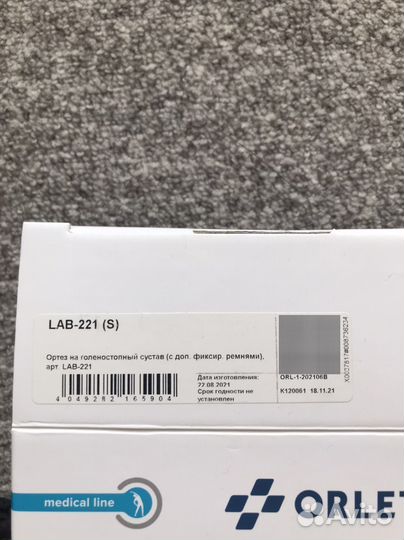 LAB-221 (S)
Ортез на голеностопный сустав (с доп. фиксир. ремнями),
арт. LAB-221
4 049282 165904
Дата изготовления:
22.08.2021
Срок годности не
установлен
ORL-1-202106B
K120061 18.11.21
medical line
ORLET
Avito